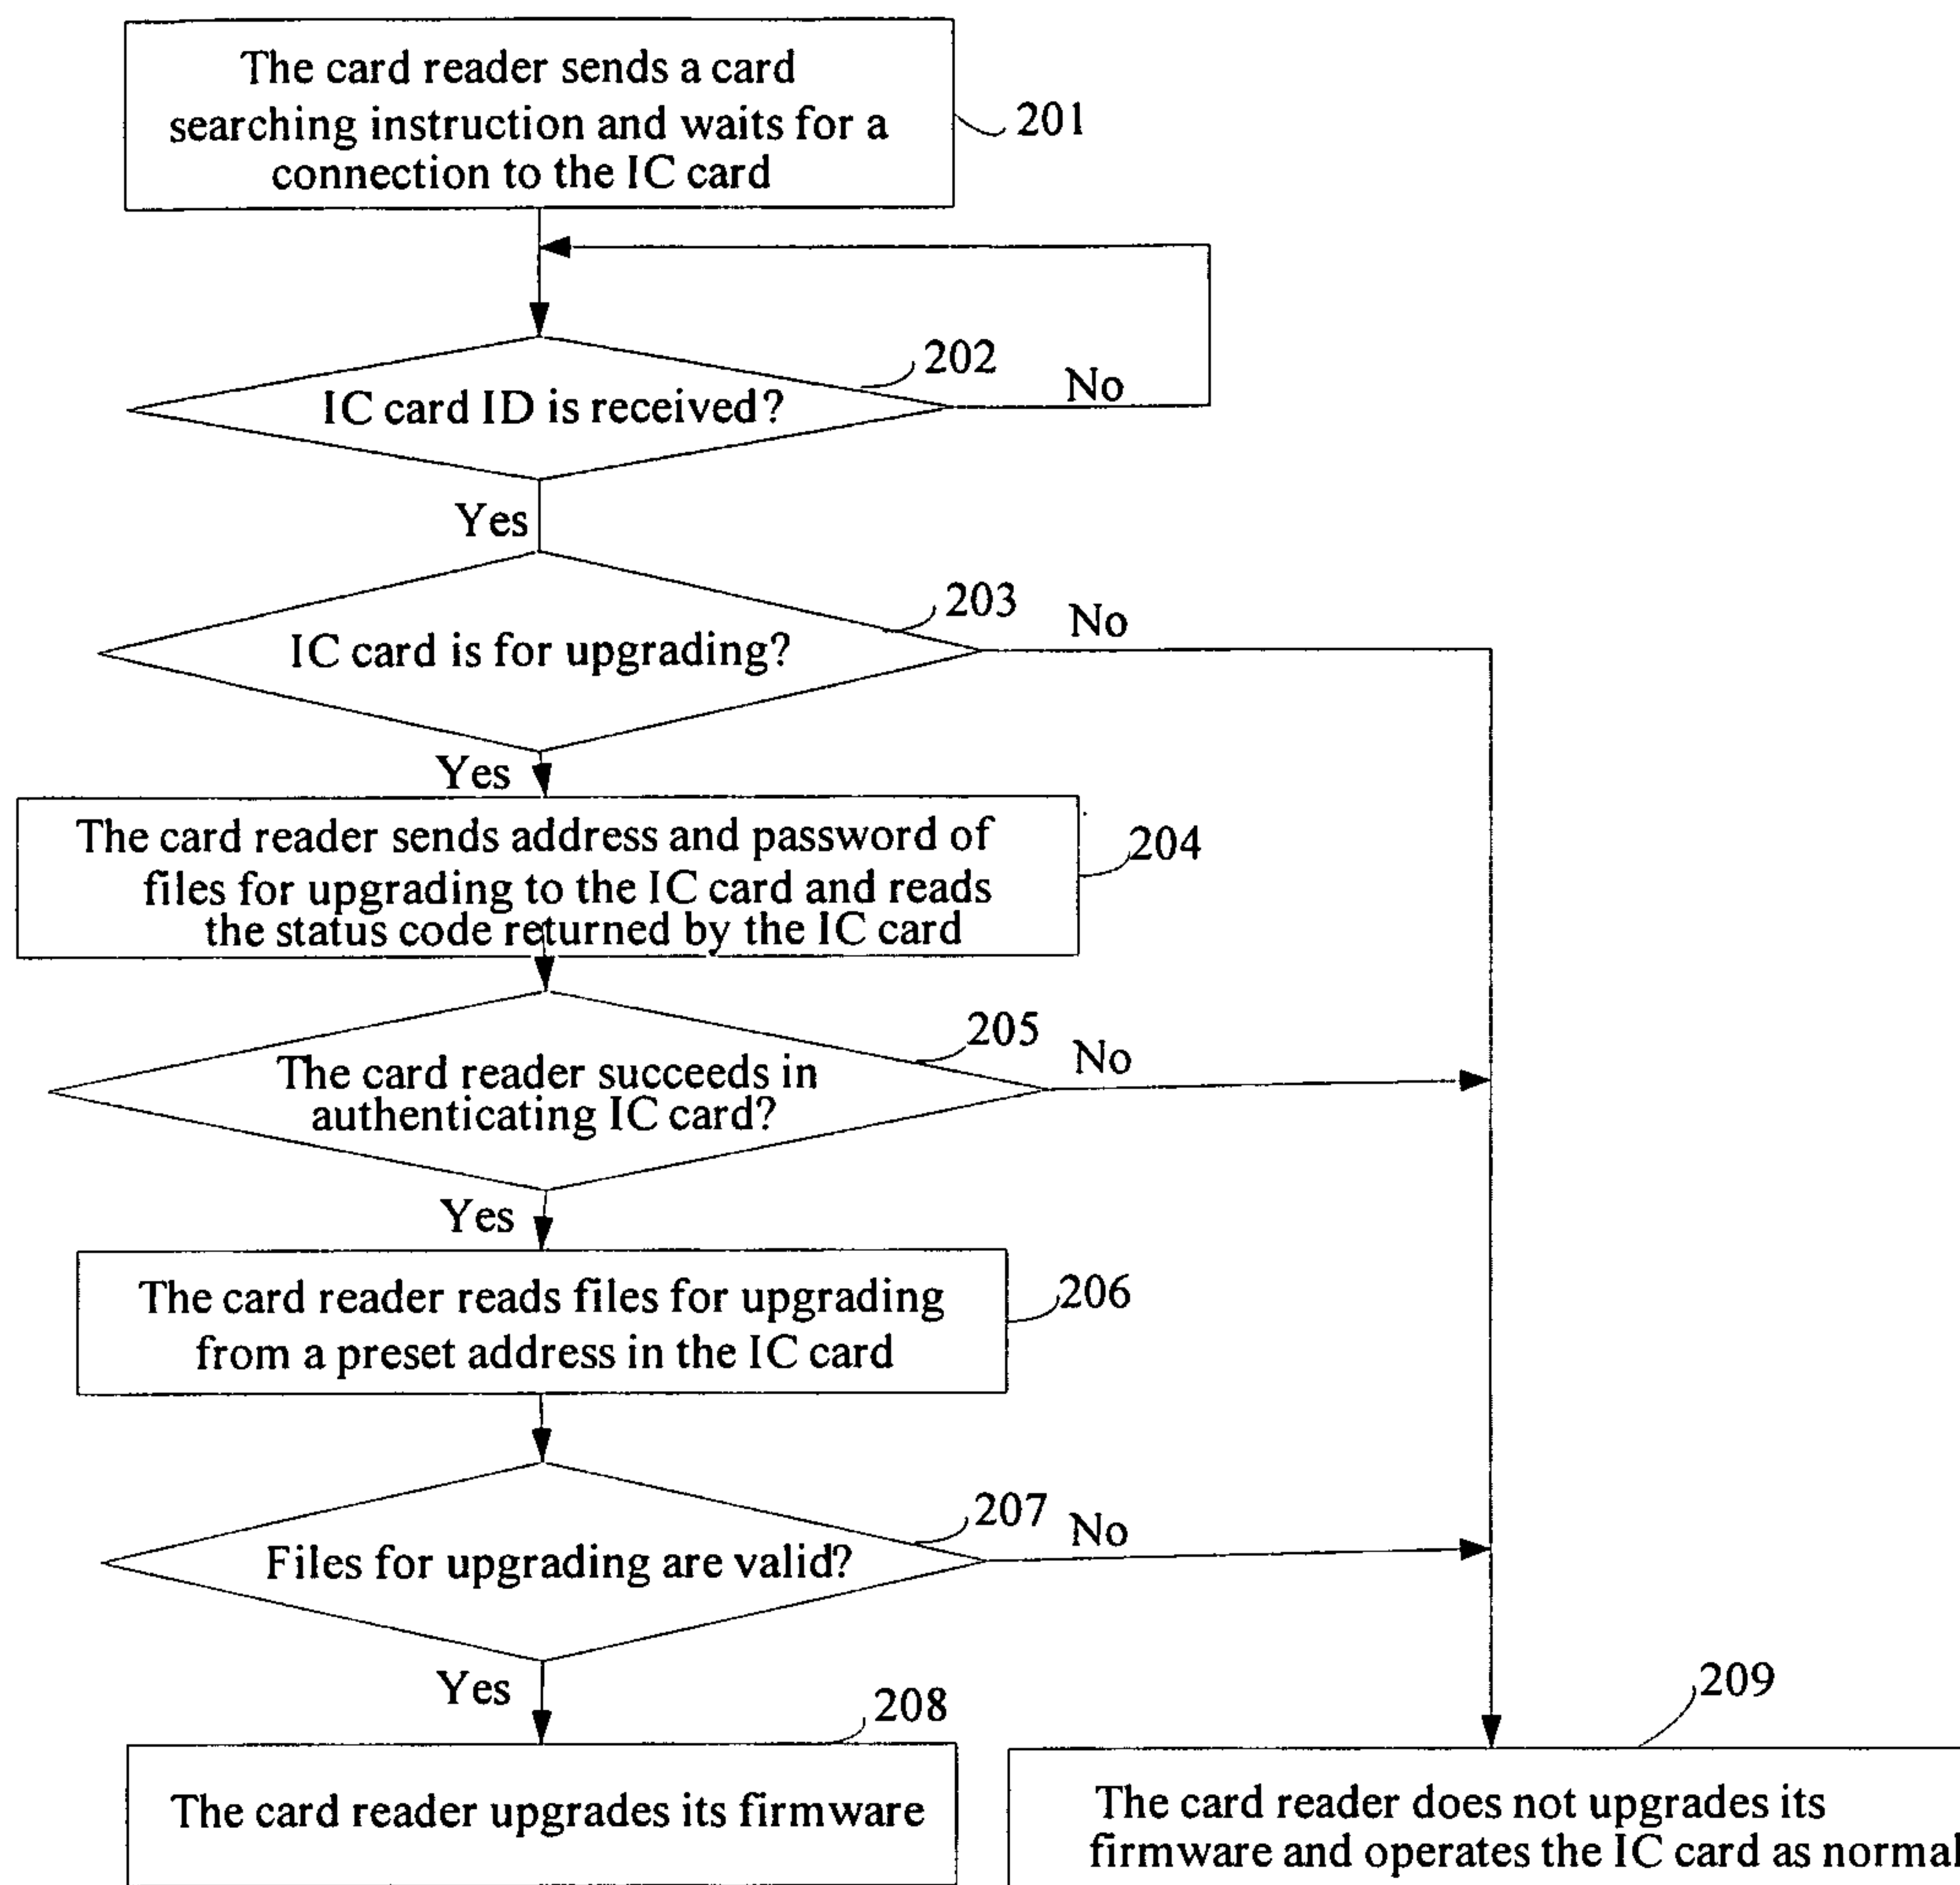 The card reader sends a card
searching instruction and waits for a
connection to the IC card
201
202
No
IC card ID is received?
Yes
203
No
IC card is for upgrading?
Yes
The card reader sends address and password of
files for upgrading to the IC card and reads
the status code returned by the IC card
204
205
No
The card reader succeeds in
authenticating IC card?
Yes
The card reader reads files for upgrading
from a preset address in the IC card
206
207
No
Files for upgrading are valid?
Yes
208
209
The card reader upgrades its firmware
The card reader does not upgrades its
firmware and operates the IC card as normal